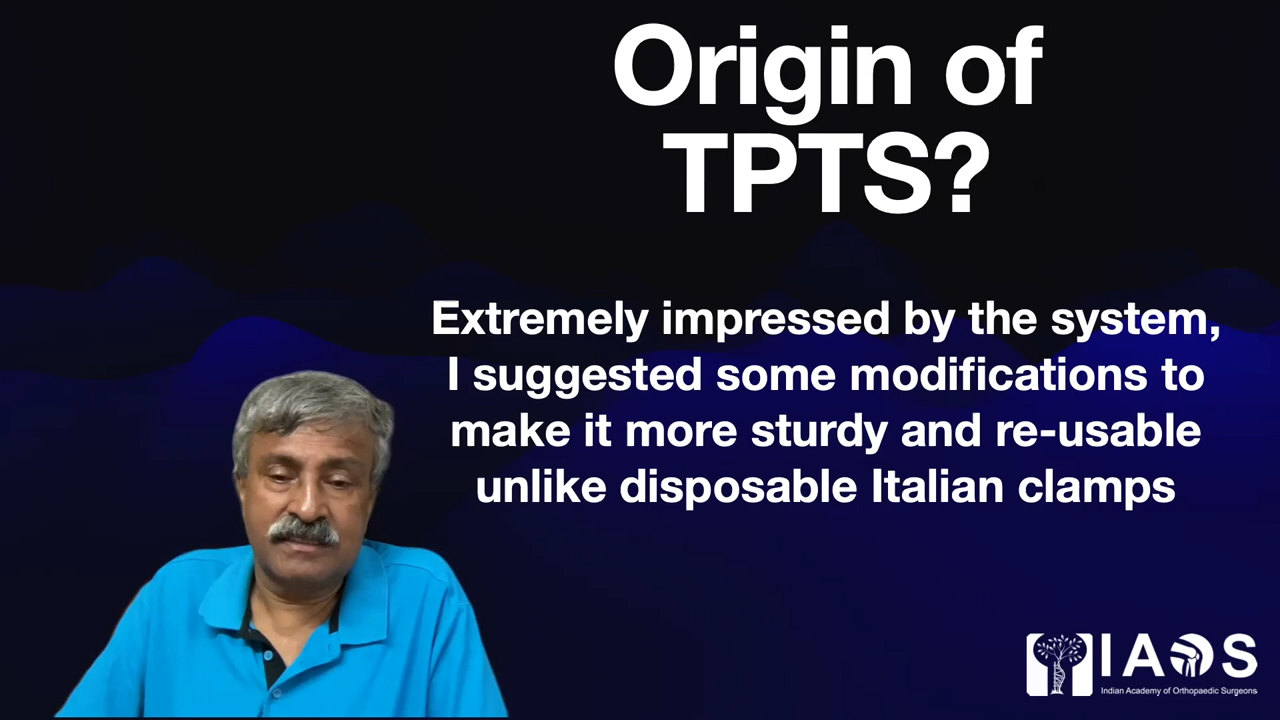 Origin of
TPTS?
Extremely impressed by the system,
I suggested some modifications to
make it more sturdy and re-usable
unlike disposable Italian clamps
IAOS
Indian Academy of Orthopaedic Surgeons